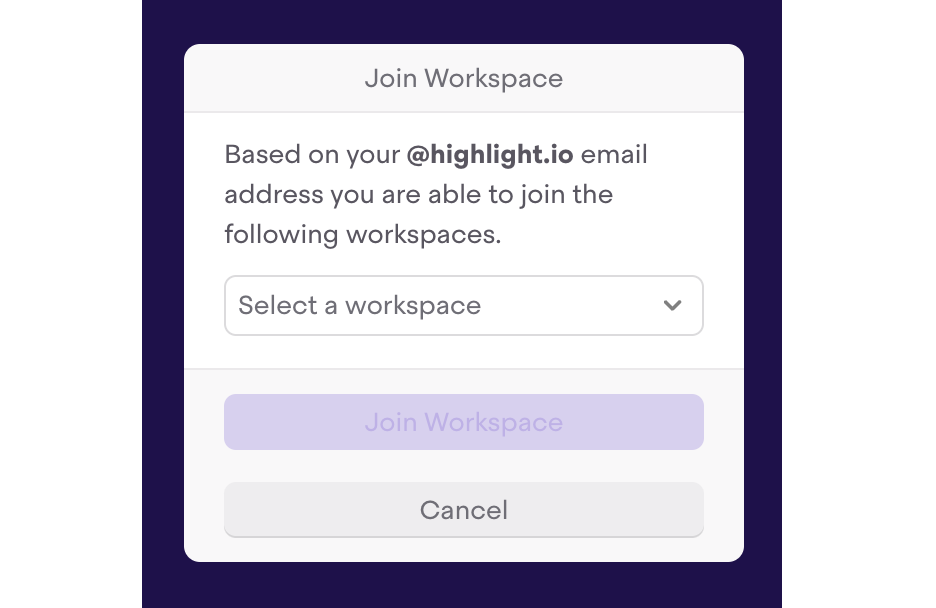 Join Workspace
Based on your @highlight.io email
address you are able to join the
following workspaces.
Select a workspace
Join Workspace
Cancel